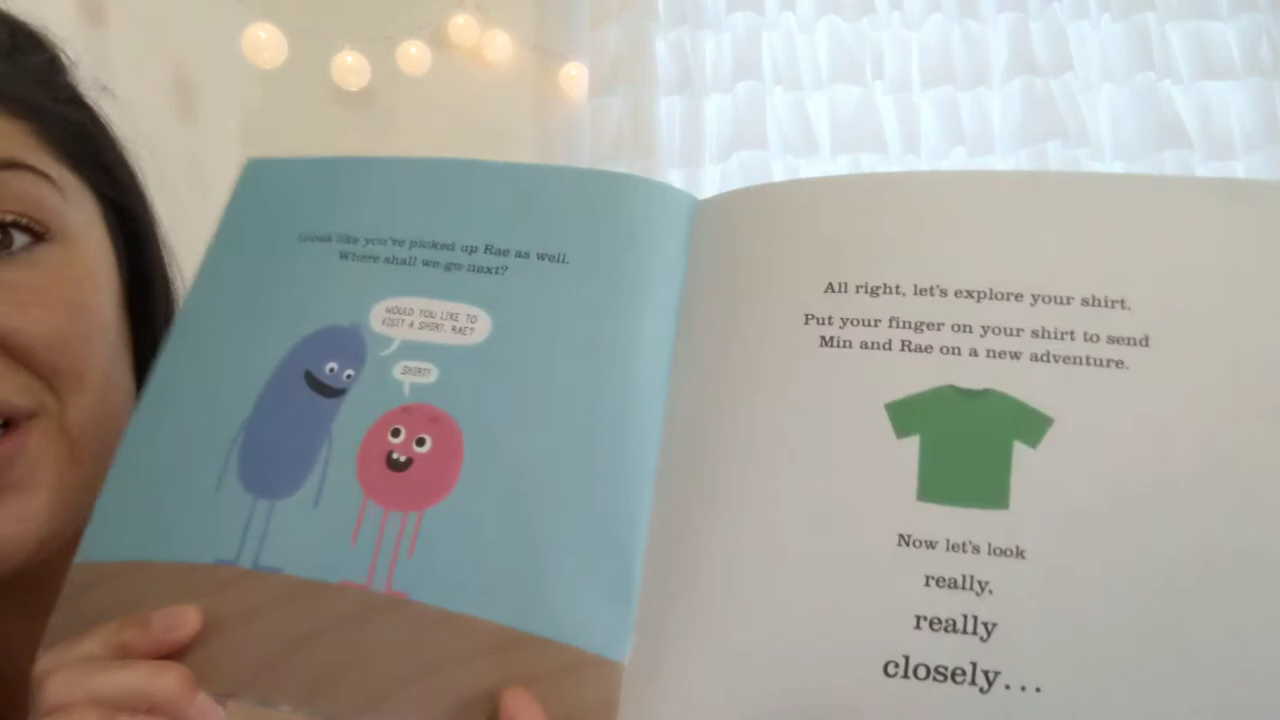 Looks like you've picked up Rae as well.
Where shall we go next?
WOULD YOU LIKE TO
VISIT A SHIRT, RAE?
SHIRT!
All right, let's explore your shirt.
Put your finger on your shirt to send
Min and Rae on a new adventure.
Now let's look
really,
really
closely...